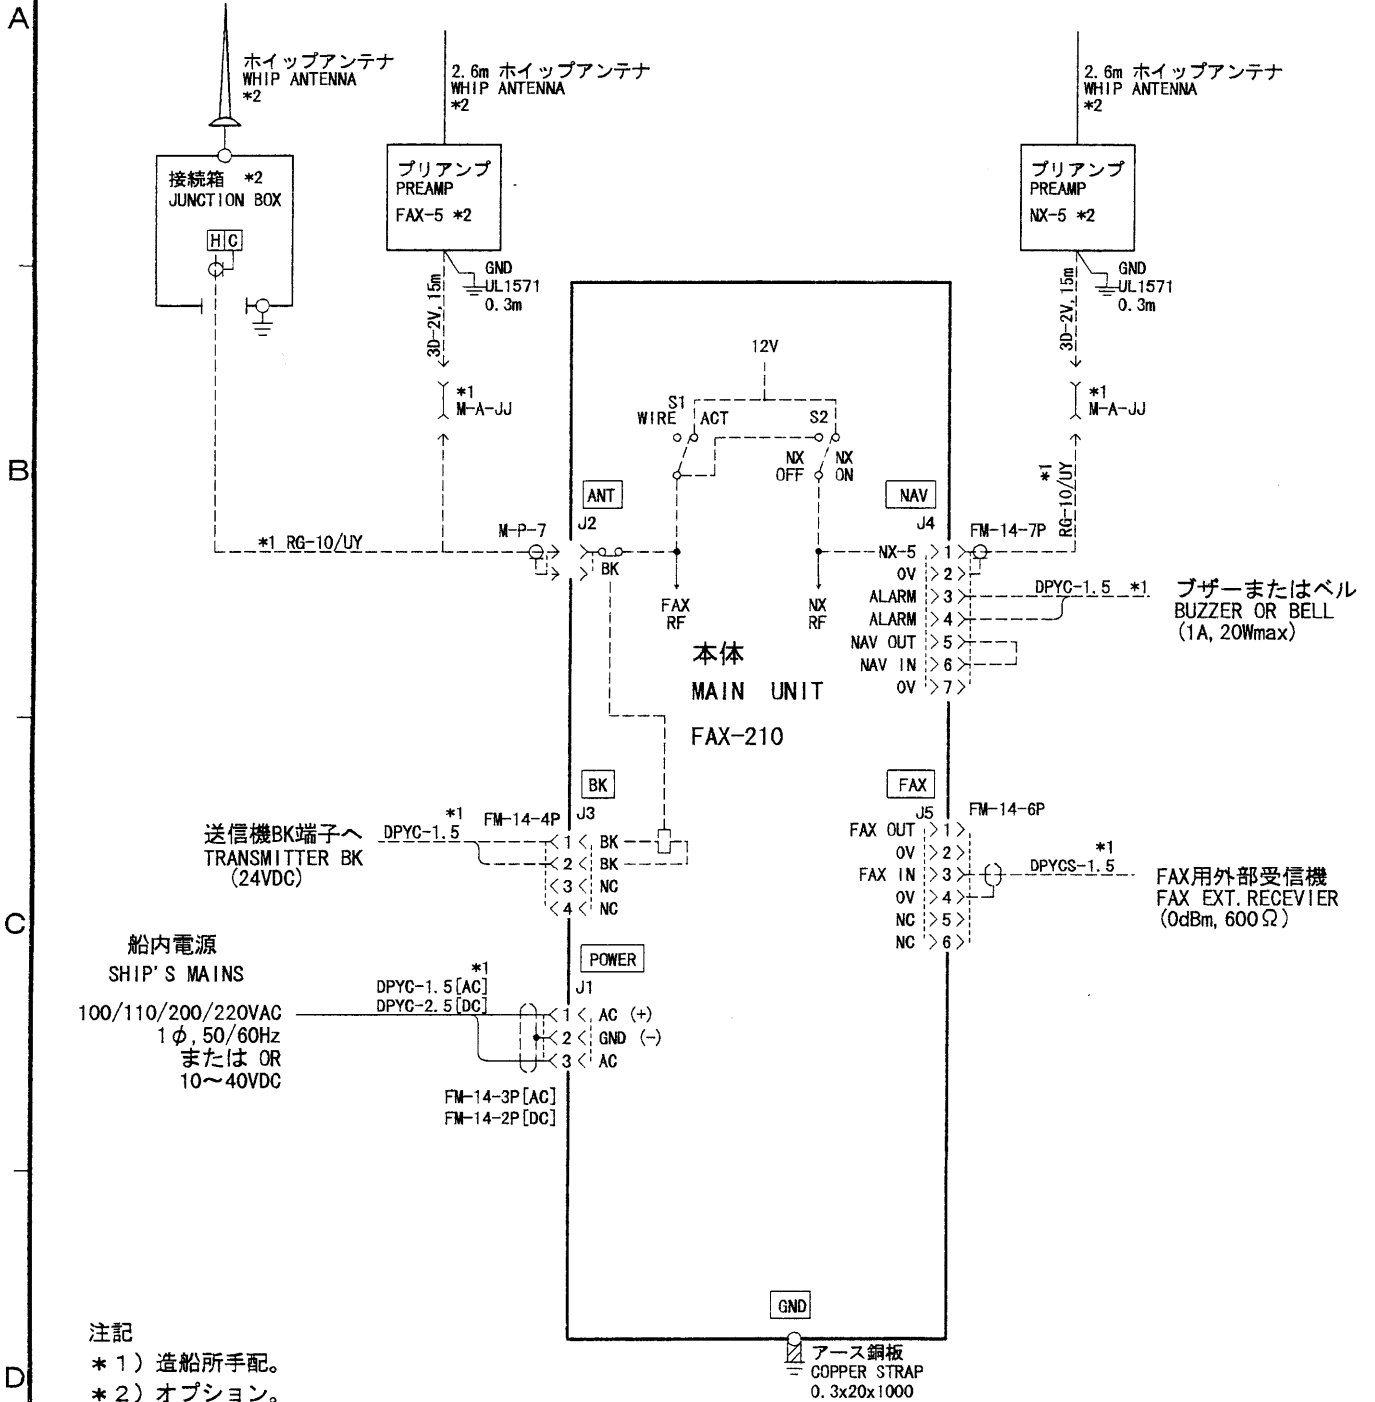 A
ホイップアンテナ
WHIP ANTENNA
*2
2.6m ホイップアンテナ
WHIP ANTENNA
*2
2.6m ホイップアンテナ
WHIP ANTENNA
*2
接続箱 *2
JUNCTION BOX
H C
プリアンプ
PREAMP
FAX-5 *2
プリアンプ
PREAMP
NX-5 *2
GND
UL1571
0.3m
3D-2V, 15m
*1
M-A-JJ
GND
UL1571
0.3m
3D-2V, 15m
*1
M-A-JJ
*1
RG-10/UY
B
12V
S1
WIRE ACT
S2
NX OFF
NX ON
ANT
J2
M-P-7
*1 RG-10/UY
BK
FAX
RF
NX
RF
NAV
J4
FM-14-7P
NX-5 1
0V 2
ALARM 3
ALARM 4
NAV OUT 5
NAV IN 6
0V 7
DPYC-1.5 *1
ブザーまたはベル
BUZZER OR BELL
(1A, 20Wmax)
本体
MAIN UNIT
FAX-210
BK
J3
*1
FM-14-4P
DPYC-1.5
送信機BK端子へ
TRANSMITTER BK
(24VDC)
1 BK
2 BK
3 NC
4 NC
FAX
J5
FM-14-6P
FAX OUT 1
0V 2
FAX IN 3
0V 4
NC 5
NC 6
*1
DPYCS-1.5
FAX用外部受信機
FAX EXT. RECEVIER
(0dBm, 600Ω)
C
船内電源
SHIP'S MAINS
100/110/200/220VAC
1φ, 50/60Hz
または OR
10~40VDC
*1
DPYC-1.5[AC]
DPYC-2.5[DC]
POWER
J1
1 AC (+)
2 GND (-)
3 AC
FM-14-3P[AC]
FM-14-2P[DC]
GND
アース銅板
COPPER STRAP
0.3x20x1000
D
注記
*1) 造船所手配。
*2) オプション。